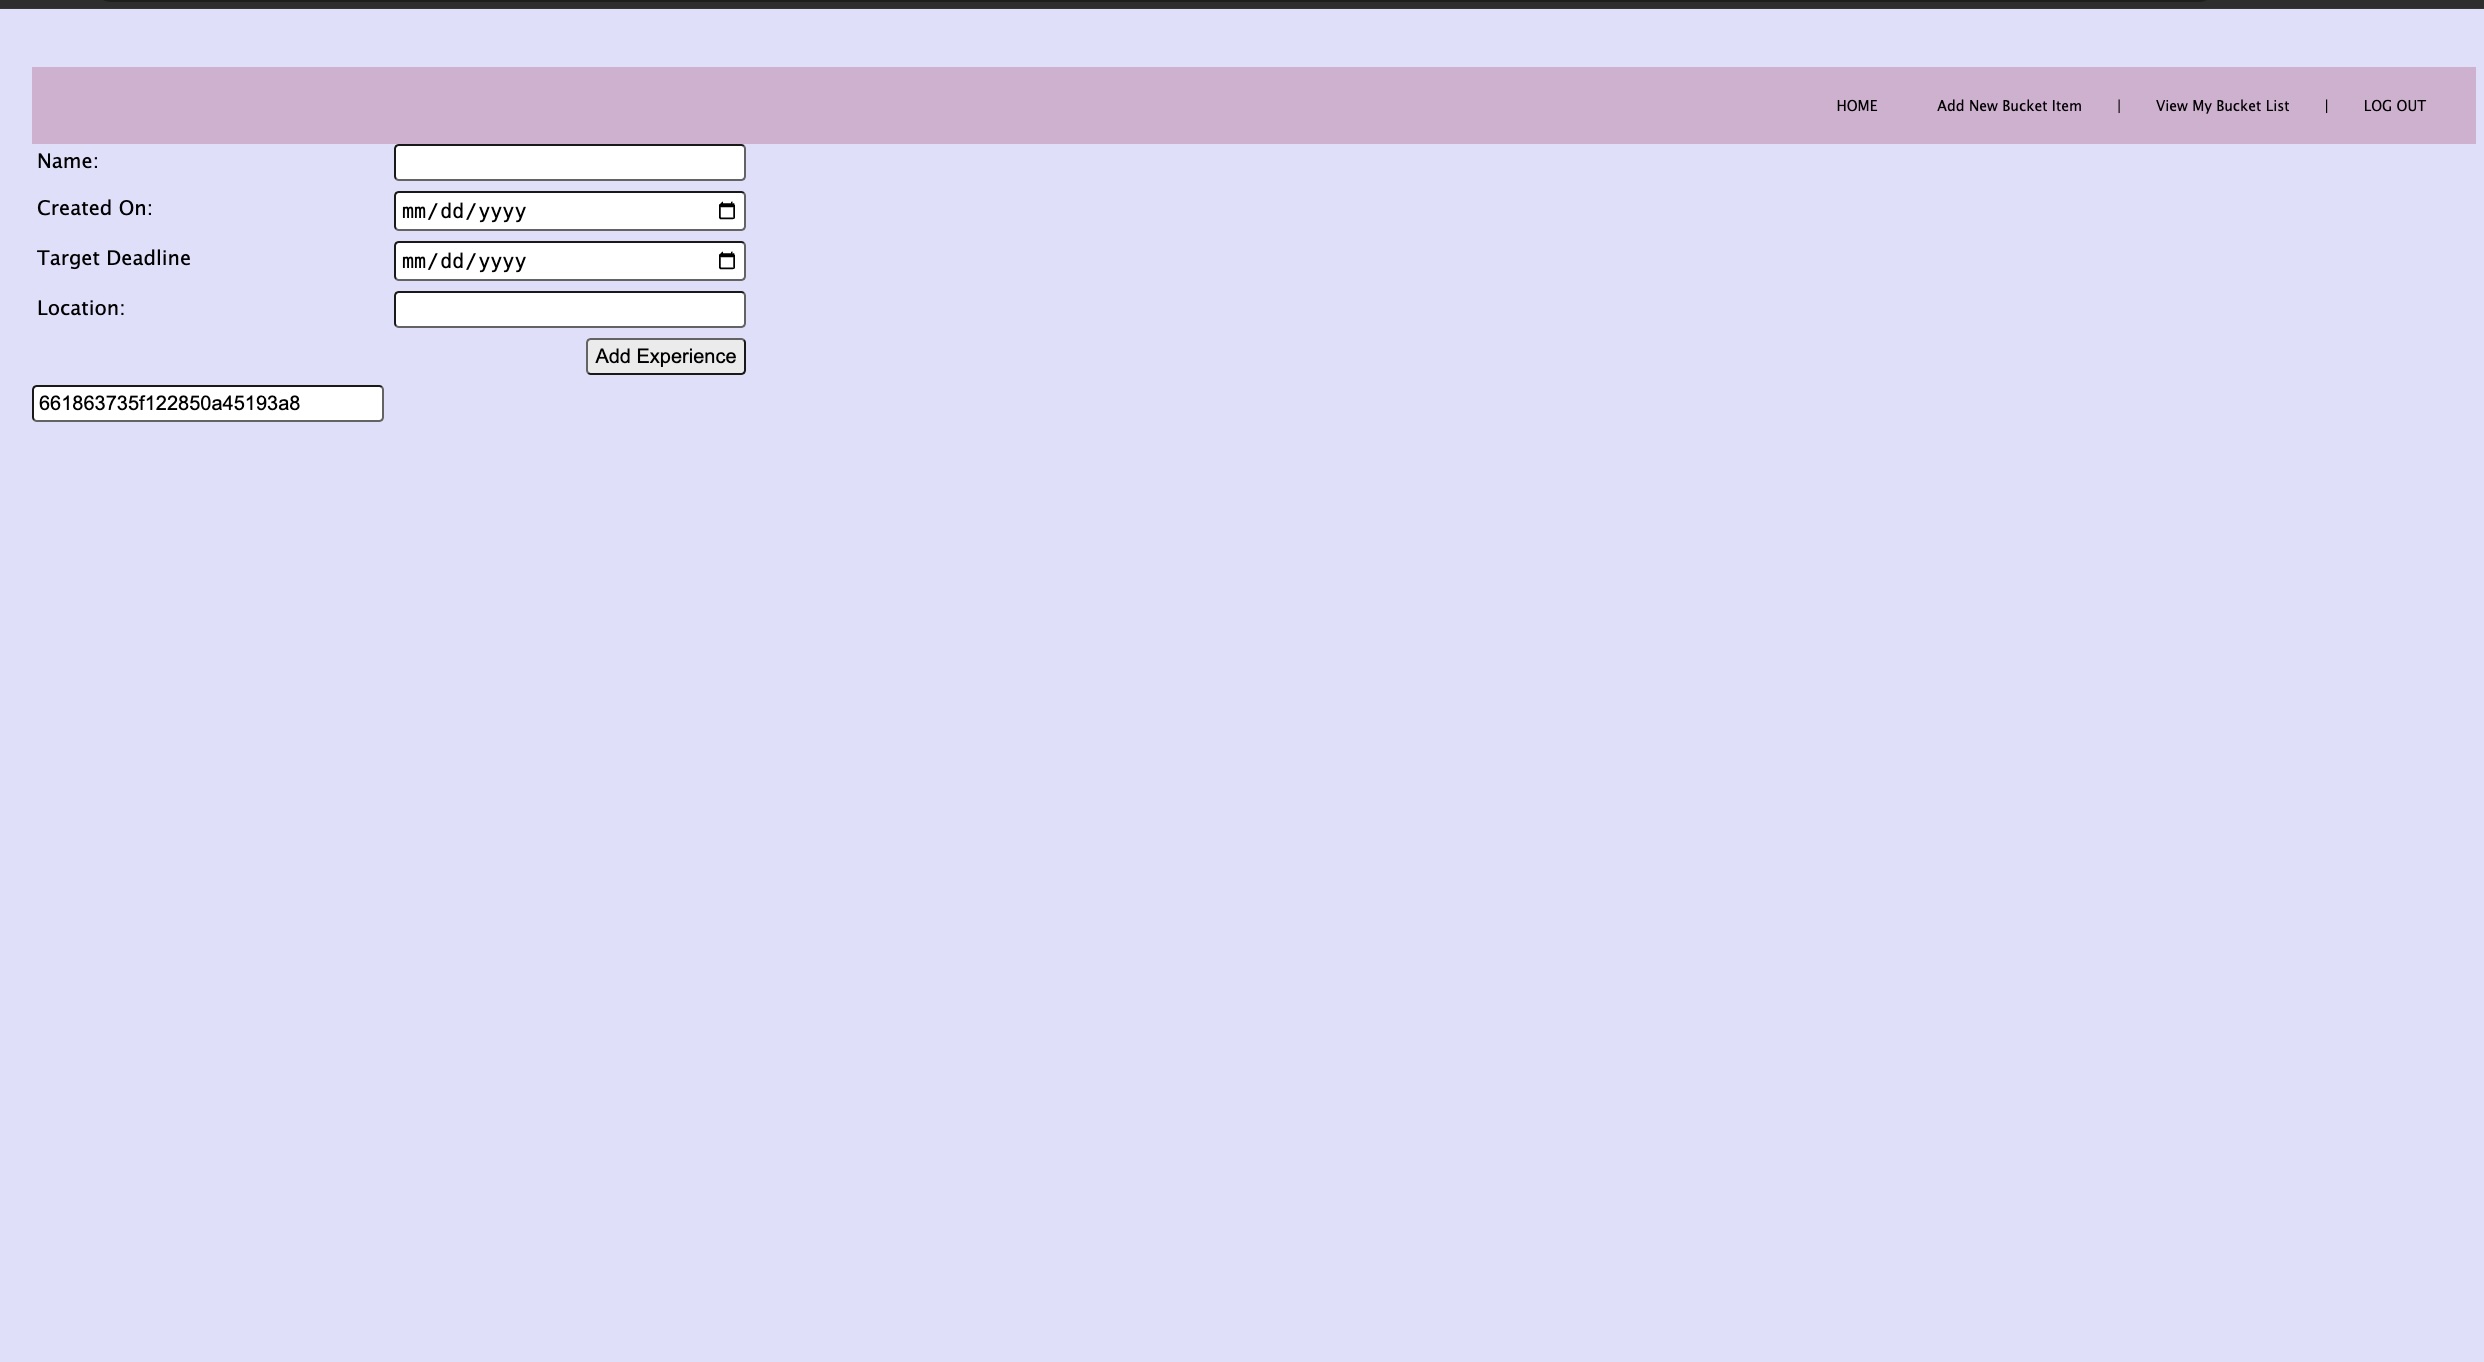 HOME Add New Bucket Item | View My Bucket List | LOG OUT
Name:
Created On: mm/dd/yyyy
Target Deadline mm/dd/yyyy
Location:
Add Experience
661863735f122850a45193a8